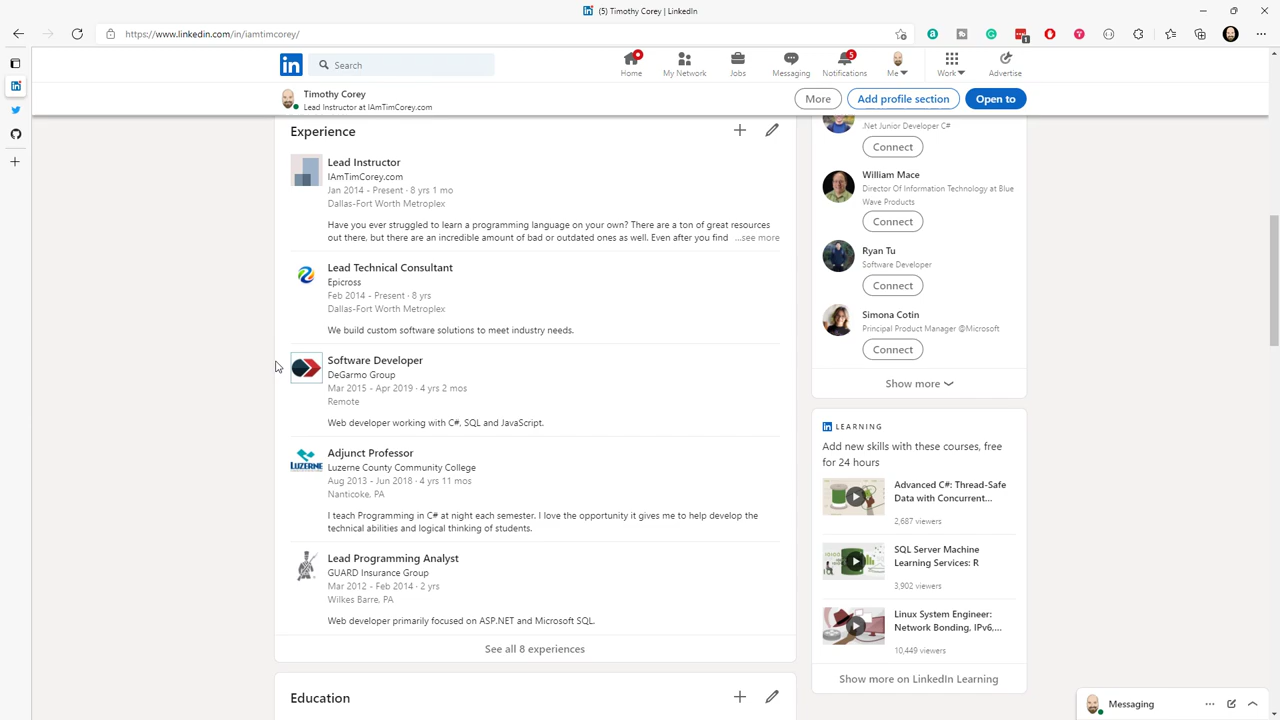 (5) Timothy Corey | LinkedIn
https://www.linkedin.com/in/iamtimcorey/
Search
Home
My Network
Jobs
Messaging
5
Notifications
Me
Work
Advertise
Timothy Corey
Lead Instructor at IAmTimCorey.com
More
Add profile section
Open to
Experience
Lead Instructor
IAmTimCorey.com
Jan 2014 - Present · 8 yrs 1 mo
Dallas-Fort Worth Metroplex
Have you ever struggled to learn a programming language on your own? There are a ton of great resources
out there, but there are an incredible amount of bad or outdated ones as well. Even after you find ...see more
Lead Technical Consultant
Epicross
Feb 2014 - Present · 8 yrs
Dallas-Fort Worth Metroplex
We build custom software solutions to meet industry needs.
Software Developer
DeGarmo Group
Mar 2015 - Apr 2019 · 4 yrs 2 mos
Remote
Web developer working with C#, SQL and JavaScript.
LUZERNE
Adjunct Professor
Luzerne County Community College
Aug 2013 - Jun 2018 · 4 yrs 11 mos
Nanticoke, PA
I teach Programming in C# at night each semester. I love the opportunity it gives me to help develop the
technical abilities and logical thinking of students.
Lead Programming Analyst
GUARD Insurance Group
Mar 2012 - Feb 2014 · 2 yrs
Wilkes Barre, PA
Web developer primarily focused on ASP.NET and Microsoft SQL.
See all 8 experiences
Education
.Net Junior Developer C#
Connect
William Mace
Director Of Information Technology at Blue
Wave Products
Connect
Ryan Tu
Software Developer
Connect
Simona Cotin
Principal Product Manager @Microsoft
Connect
Show more
in LEARNING
Add new skills with these courses, free
for 24 hours
Advanced C#: Thread-Safe
Data with Concurrent...
2,687 viewers
SQL Server Machine
Learning Services: R
3,902 viewers
Linux System Engineer:
Network Bonding, IPv6,...
10,449 viewers
Show more on LinkedIn Learning
Messaging